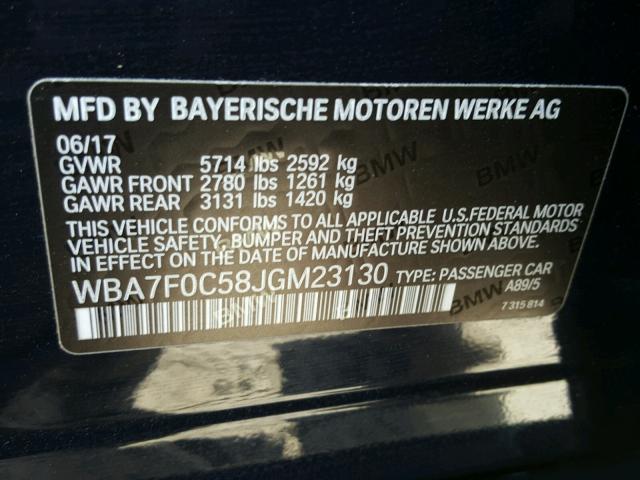 MFD BY BAYERISCHE MOTOREN WERKE AG
06/17
GVWR 5714 lbs 2592 kg
GAWR FRONT 2780 lbs 1261 kg
GAWR REAR 3131 lbs 1420 kg
THIS VEHICLE CONFORMS TO ALL APPLICABLE U.S.FEDERAL MOTOR
VEHICLE SAFETY, BUMPER AND THEFT PREVENTION STANDARDS
IN EFFECT ON THE DATE OF MANUFACTURE SHOWN ABOVE.
WBA7F0C58JGM23130 TYPE: PASSENGER CAR
A89/5
7 315 814